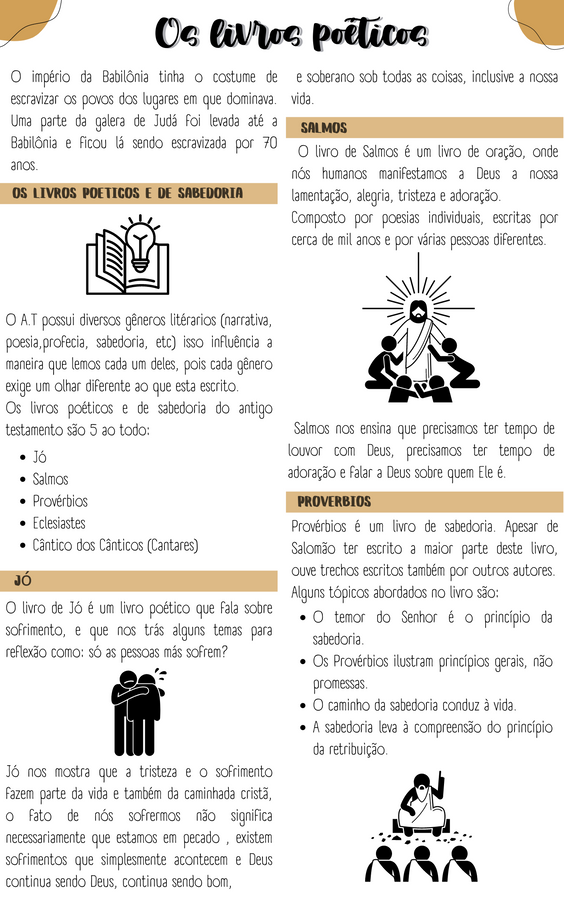 Os livros poéticos
O império da Babilônia tinha o costume de
escravizar os povos dos lugares em que dominava.
Uma parte da galera de Judá foi levada até a
Babilônia e ficou lá sendo escravizada por 70
anos.
OS LIVROS POETICOS E DE SABEDORIA
O A.T possui diversos gêneros litérarios (narrativa,
poesia,profecia, sabedoria, etc) isso influência a
maneira que lemos cada um deles, pois cada gênero
exige um olhar diferente ao que esta escrito.
Os livros poéticos e de sabedoria do antigo
testamento são 5 ao todo:
• Jó
• Salmos
• Provérbios
• Eclesiastes
• Cântico dos Cânticos (Cantares)
JÓ
O livro de Jó é um livro poético que fala sobre
sofrimento, e que nos trás alguns temas para
reflexão como: só as pessoas más sofrem?
Jó nos mostra que a tristeza e o sofrimento
fazem parte da vida e também da caminhada cristã,
o fato de nós sofrermos não significa
necessariamente que estamos em pecado , existem
sofrimentos que simplesmente acontecem e Deus
continua sendo Deus, continua sendo bom,
e soberano sob todas as coisas, inclusive a nossa
vida.
SALMOS
O livro de Salmos é um livro de oração, onde
nós humanos manifestamos a Deus a nossa
lamentação, alegria, tristeza e adoração.
Composto por poesias individuais, escritas por
cerca de mil anos e por várias pessoas diferentes.
Salmos nos ensina que precisamos ter tempo de
louvor com Deus, precisamos ter tempo de
adoração e falar a Deus sobre quem Ele é.
PROVERBIOS
Provérbios é um livro de sabedoria. Apesar de
Salomão ter escrito a maior parte deste livro,
ouve trechos escritos também por outros autores.
Alguns tópicos abordados no livro são:
• O temor do Senhor é o princípio da
sabedoria.
• Os Provérbios ilustram princípios gerais, não
promessas.
• O caminho da sabedoria conduz à vida.
• A sabedoria leva à compreensão do princípio
da retribuição.